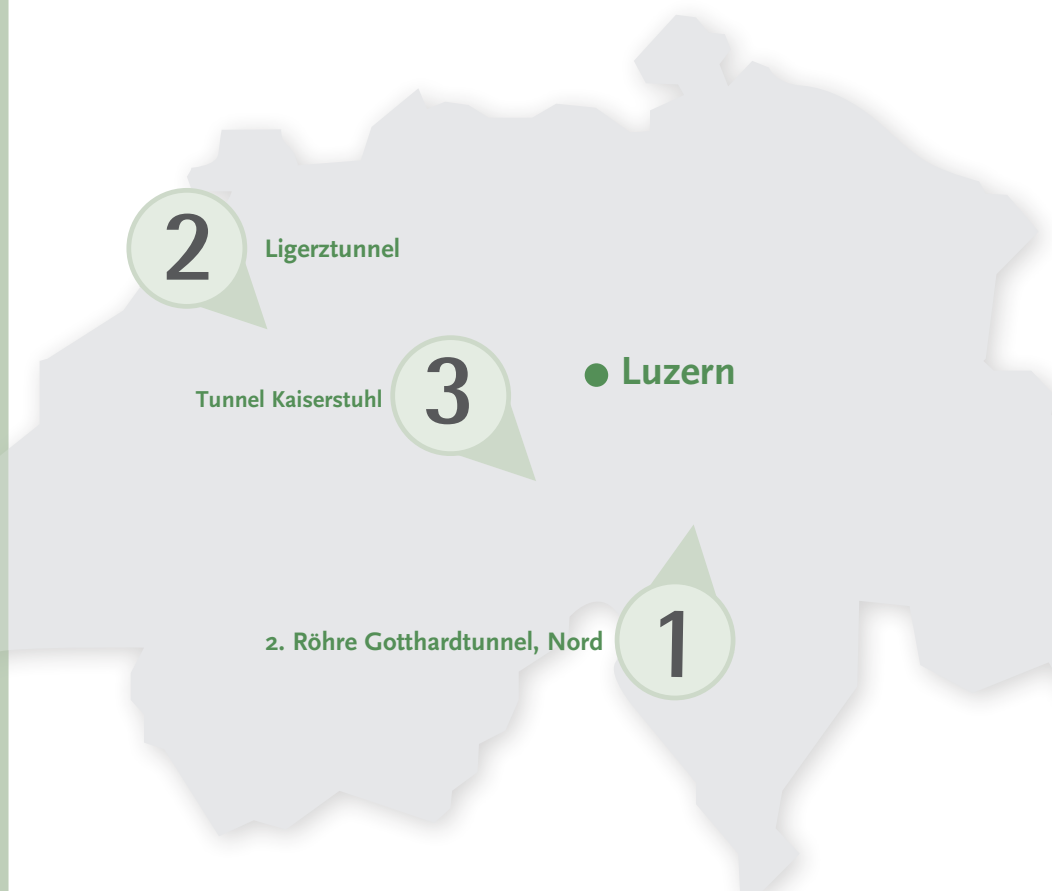 2
Ligerztunnel
Luzern
Tunnel Kaiserstuhl
3
2. Röhre Gotthardtunnel, Nord
1